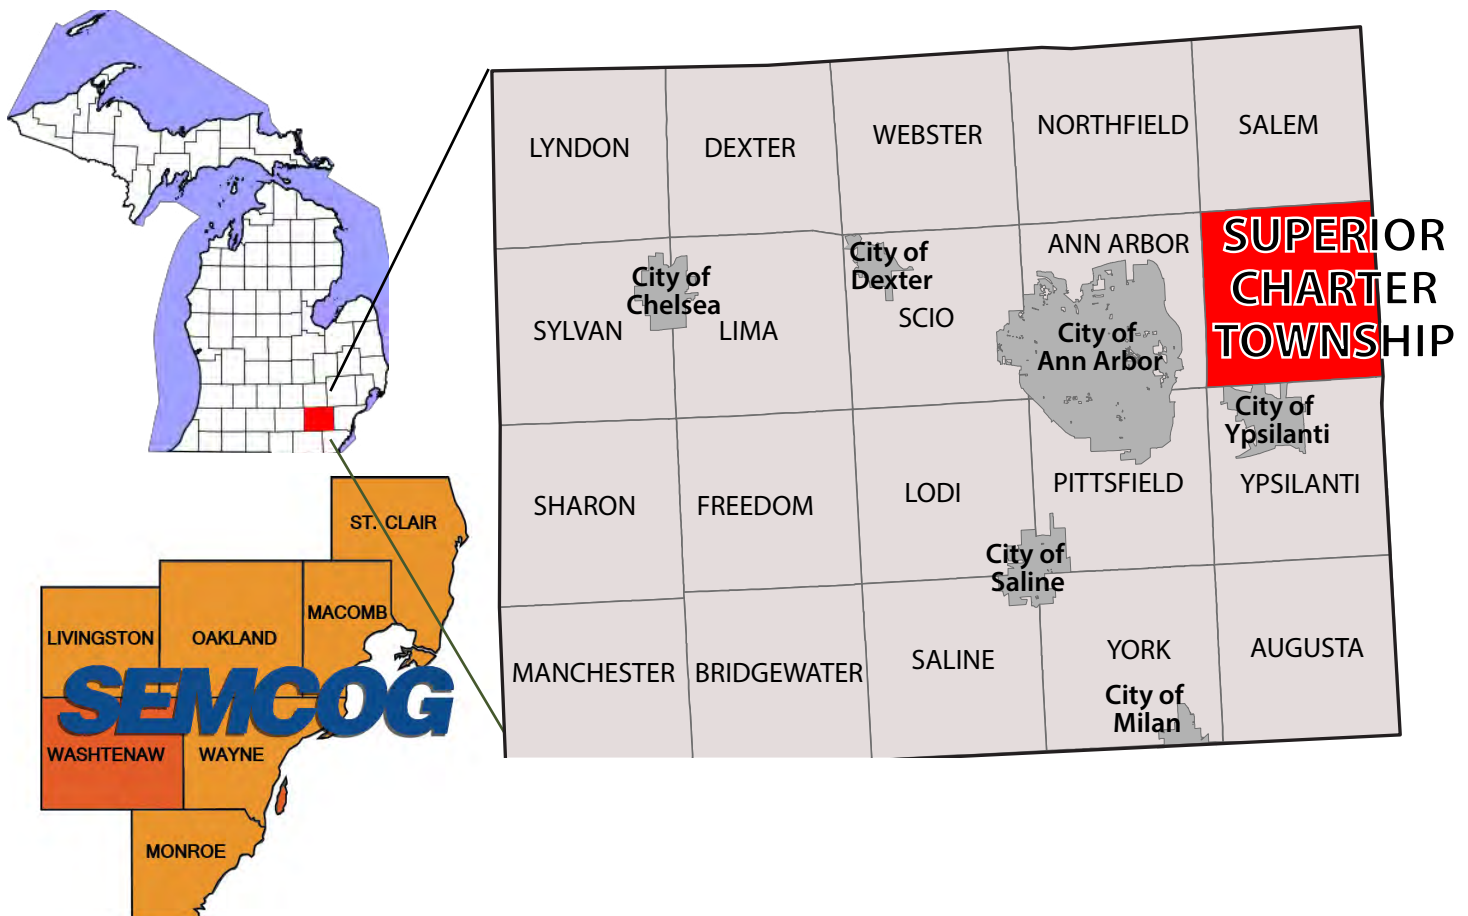 LYNDON
DEXTER
WEBSTER
NORTHFIELD
SALEM
SUPERIOR
CHARTER
TOWNSHIP
ANN ARBOR
City of
Chelsea
City of
Dexter
SYLVAN
LIMA
SCIO
City of
Ann Arbor
City of
Ypsilanti
SHARON
FREEDOM
LODI
PITTSFIELD
YPSILANTI
City of
Saline
MANCHESTER
BRIDGEWATER
SALINE
YORK
AUGUSTA
City of
Milan
ST. CLAIR
MACOMB
LIVINGSTON
OAKLAND
SEMCOG
WASHTENAW
WAYNE
MONROE